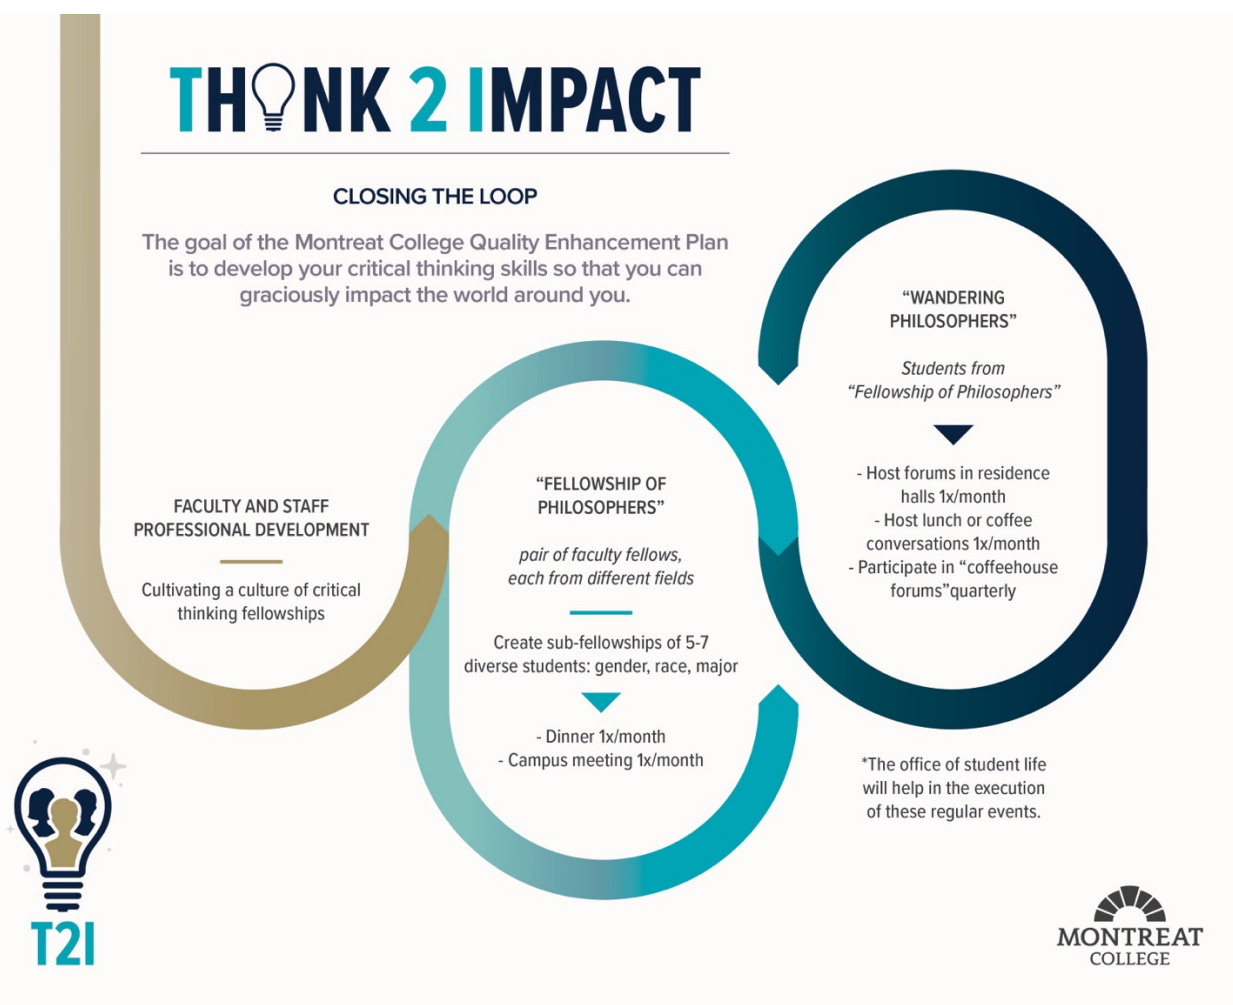 THINK 2 IMPACT
CLOSING THE LOOP
The goal of the Montreat College Quality Enhancement Plan
is to develop your critical thinking skills so that you can
graciously impact the world around you.
FACULTY AND STAFF
PROFESSIONAL DEVELOPMENT
Cultivating a culture of critical
thinking fellowships
“FELLOWSHIP OF
PHILOSOPHERS”
pair of faculty fellows,
each from different fields
Create sub-fellowships of 5-7
diverse students: gender, race, major
- Dinner 1x/month
- Campus meeting 1x/month
“WANDERING
PHILOSOPHERS”
Students from
“Fellowship of Philosophers”
- Host forums in residence
halls 1x/month
- Host lunch or coffee
conversations 1x/month
- Participate in “coffeehouse
forums”quarterly
*The office of student life
will help in the execution
of these regular events.
T2I
MONTREAT
COLLEGE